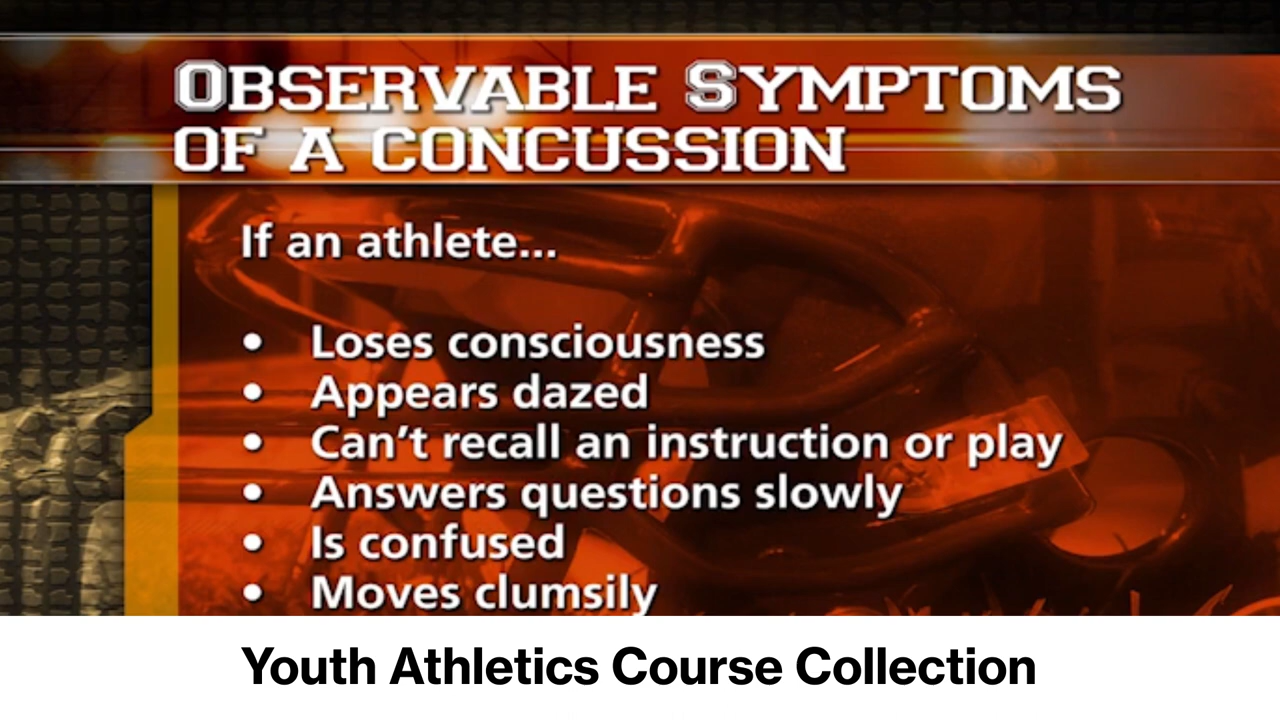 OBSERVABLE SYMPTOMS
OF A CONCUSSION
If an athlete...
• Loses consciousness
• Appears dazed
• Can't recall an instruction or play
• Answers questions slowly
• Is confused
• Moves clumsily
Youth Athletics Course Collection